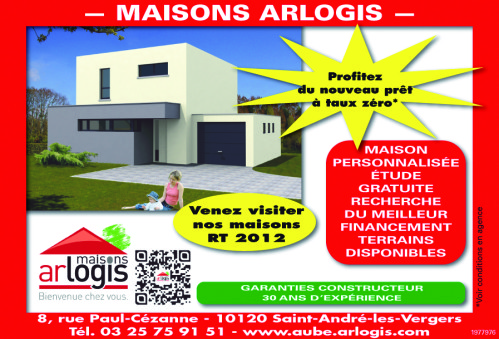 — MAISONS ARLOGIS —
Profitez
du nouveau prêt
à taux zéro*
MAISON
PERSONNALISÉE
ÉTUDE
GRATUITE
RECHERCHE
DU MEILLEUR
FINANCEMENT
TERRAINS
DISPONIBLES
Venez visiter
nos maisons
RT 2012
maisons
arlogis
Bienvenue chez vous.
GARANTIES CONSTRUCTEUR
30 ANS D'EXPÉRIENCE
*Voir conditions en agence
8, rue Paul-Cézanne - 10120 Saint-André-les-Vergers
Tél. 03 25 75 91 51 - www.aube.arlogis.com
1977976